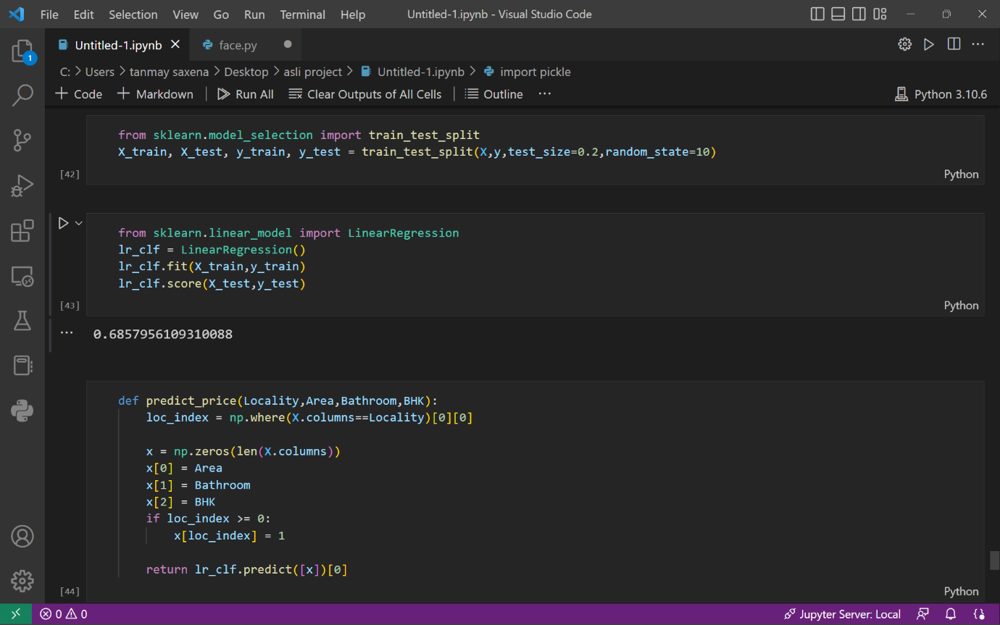 File Edit Selection View Go Run Terminal Help Untitled-1.ipynb - Visual Studio Code
1
Untitled-1.ipynb face.py
C: > Users > tanmay saxena > Desktop > asli project > Untitled-1.ipynb > import pickle
+ Code + Markdown | Run All Clear Outputs of All Cells | Outline ... Python 3.10.6
from sklearn.model_selection import train_test_split
X_train, X_test, y_train, y_test = train_test_split(X,y,test_size=0.2,random_state=10)
[42] Python
from sklearn.linear_model import LinearRegression
lr_clf = LinearRegression()
lr_clf.fit(X_train,y_train)
lr_clf.score(X_test,y_test)
[43] Python
... 0.6857956109310088
def predict_price(Locality,Area,Bathroom,BHK):
loc_index = np.where(X.columns==Locality)[0][0]
x = np.zeros(len(X.columns))
x[0] = Area
x[1] = Bathroom
x[2] = BHK
if loc_index >= 0:
x[loc_index] = 1
return lr_clf.predict([x])[0]
[44] Python
0 0 Jupyter Server: Local